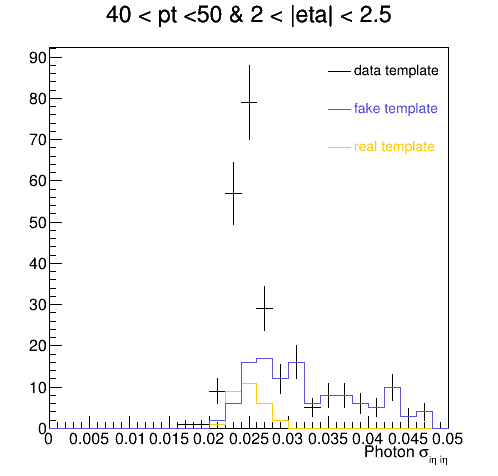 40 < pt <50 & 2 < |eta| < 2.5
90
80
70
60
50
40
30
20
10
0
data template
fake template
real template
0 0.005 0.01 0.015 0.02 0.025 0.03 0.035 0.04 0.045 0.05
Photon σiη iη